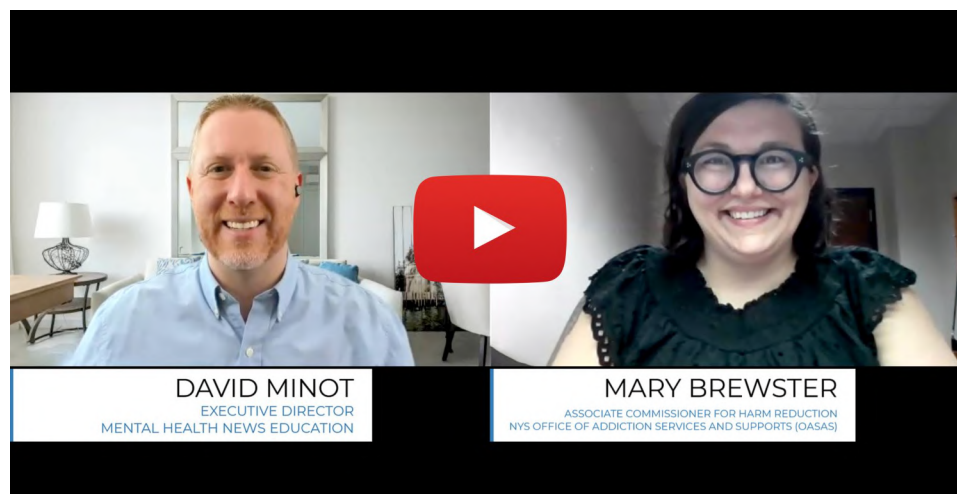 DAVID MINOT
EXECUTIVE DIRECTOR
MENTAL HEALTH NEWS EDUCATION
MARY BREWSTER
ASSOCIATE COMMISSIONER FOR HARM REDUCTION
NYS OFFICE OF ADDICTION SERVICES AND SUPPORTS (OASAS)